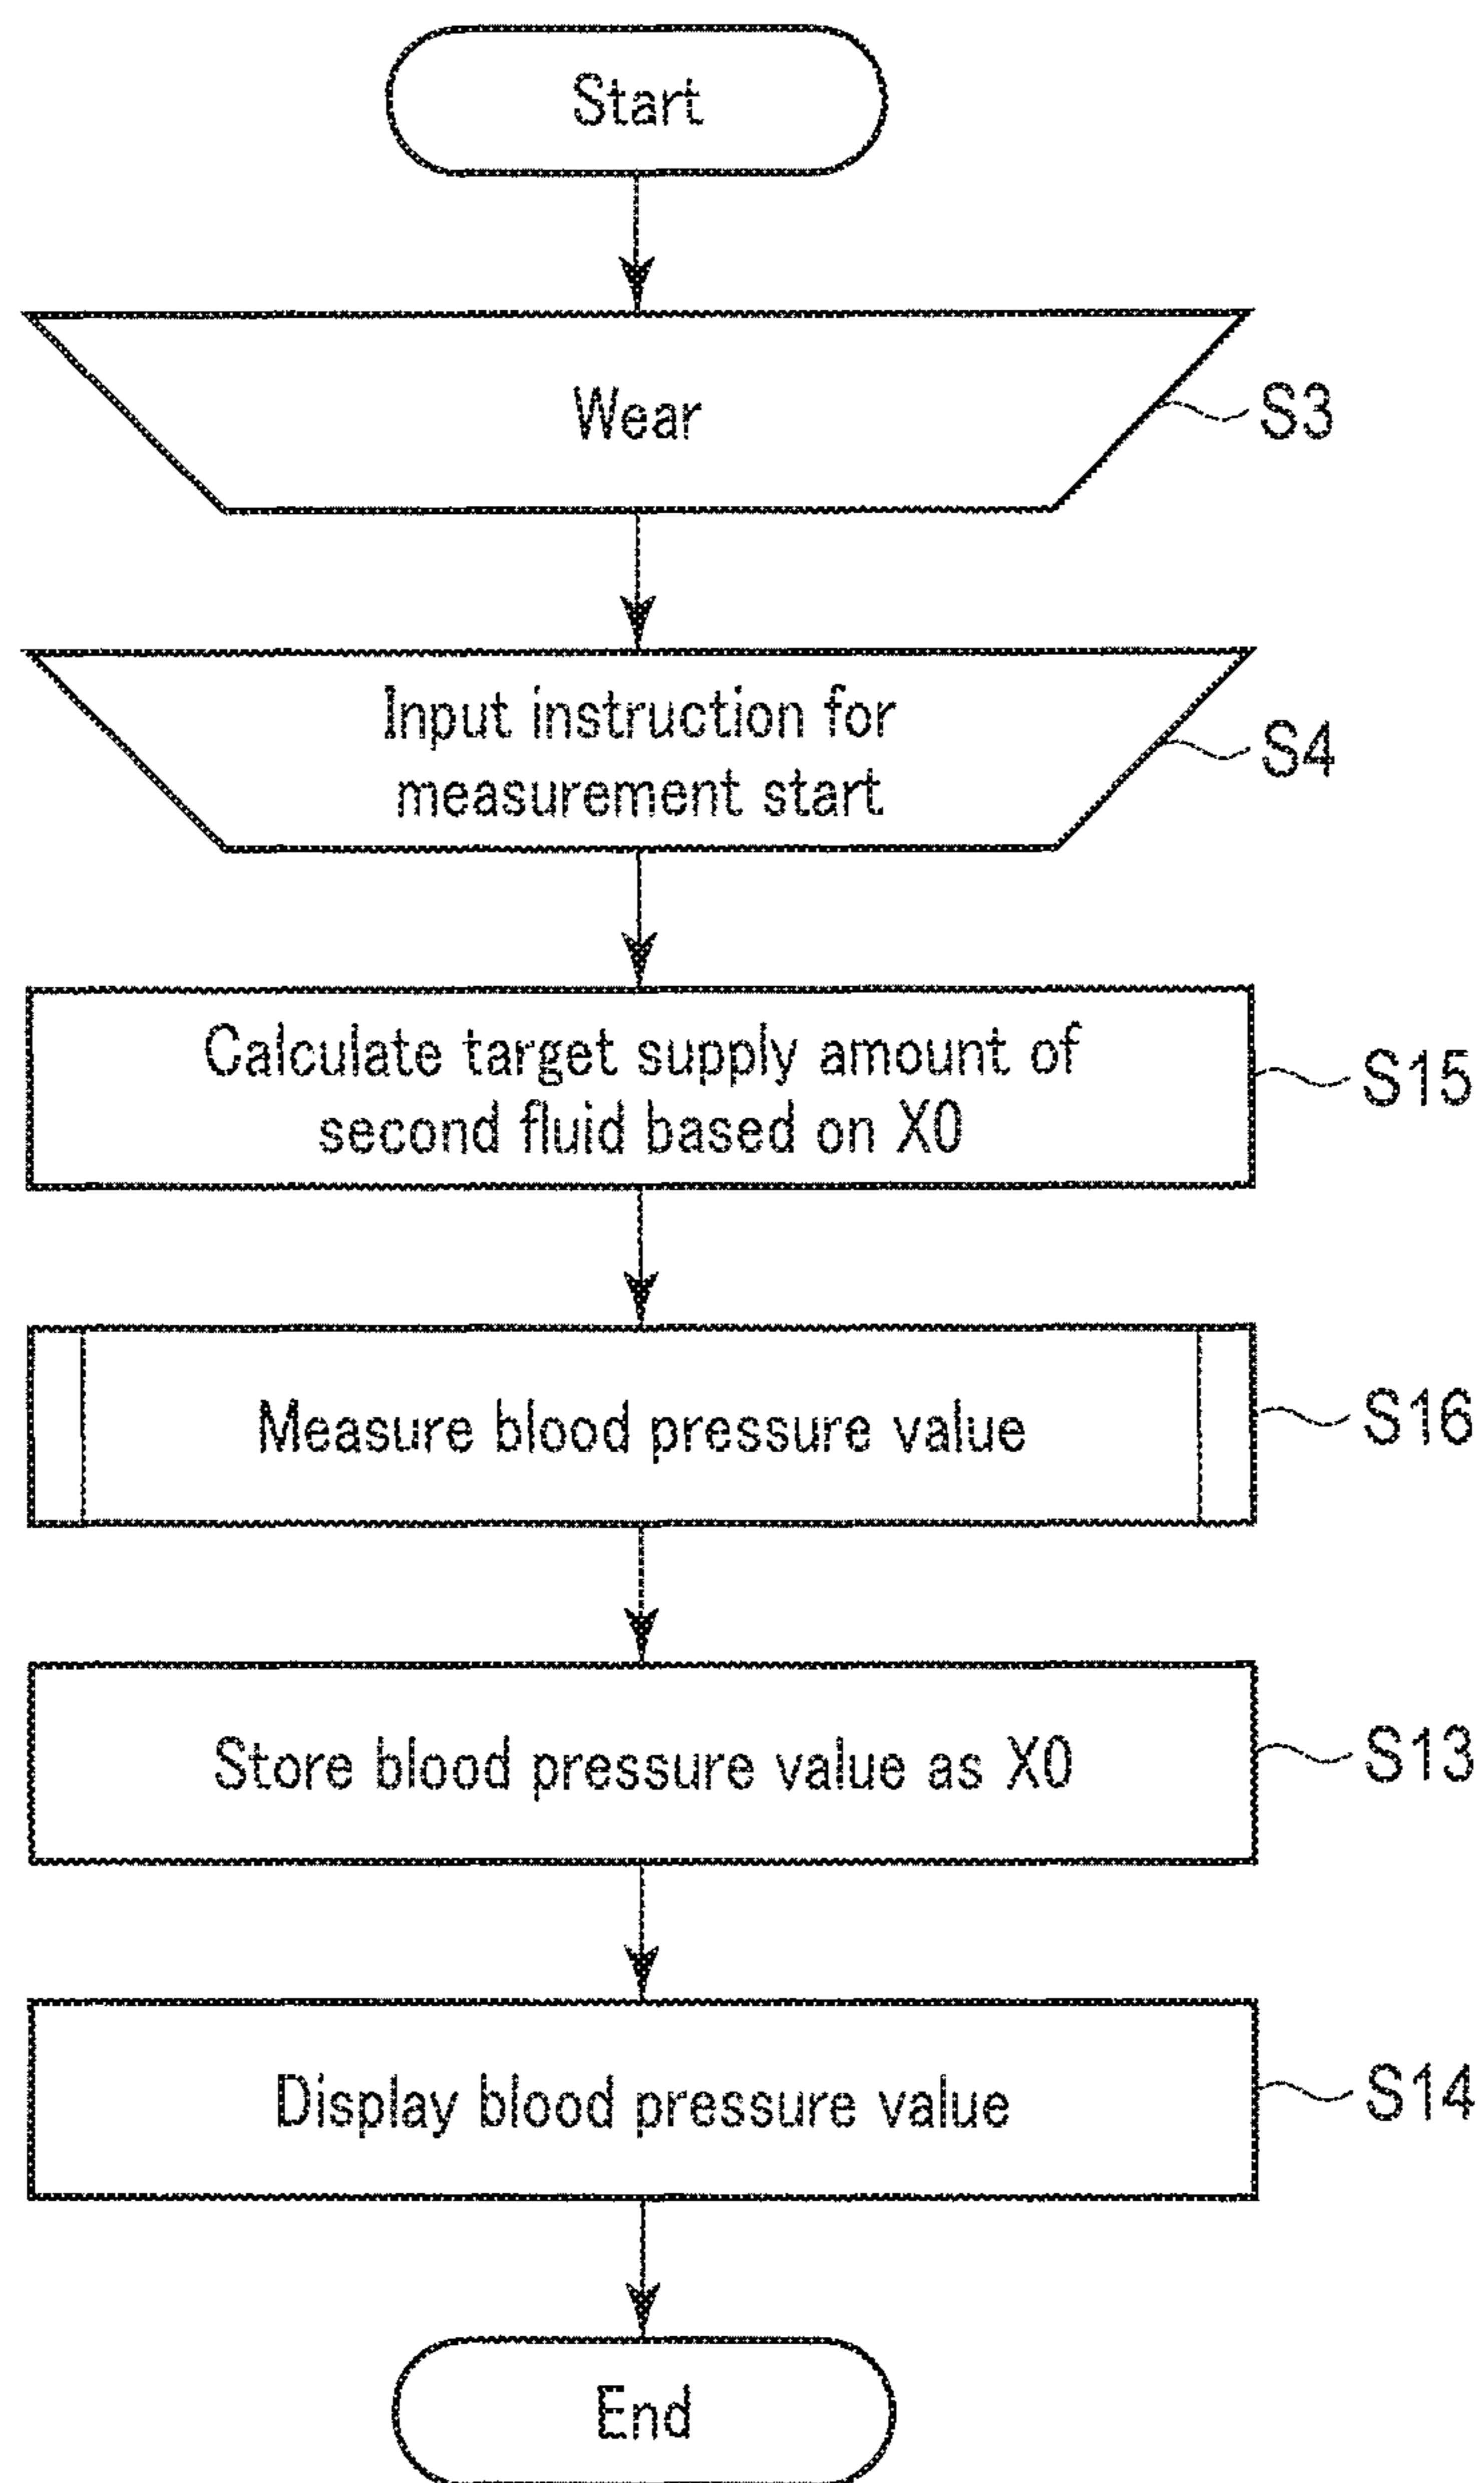 Start
Wear
S3
Input instruction for
measurement start
S4
Calculate target supply amount of
second fluid based on X0
S15
Measure blood pressure value
S16
Store blood pressure value as X0
S13
Display blood pressure value
S14
End